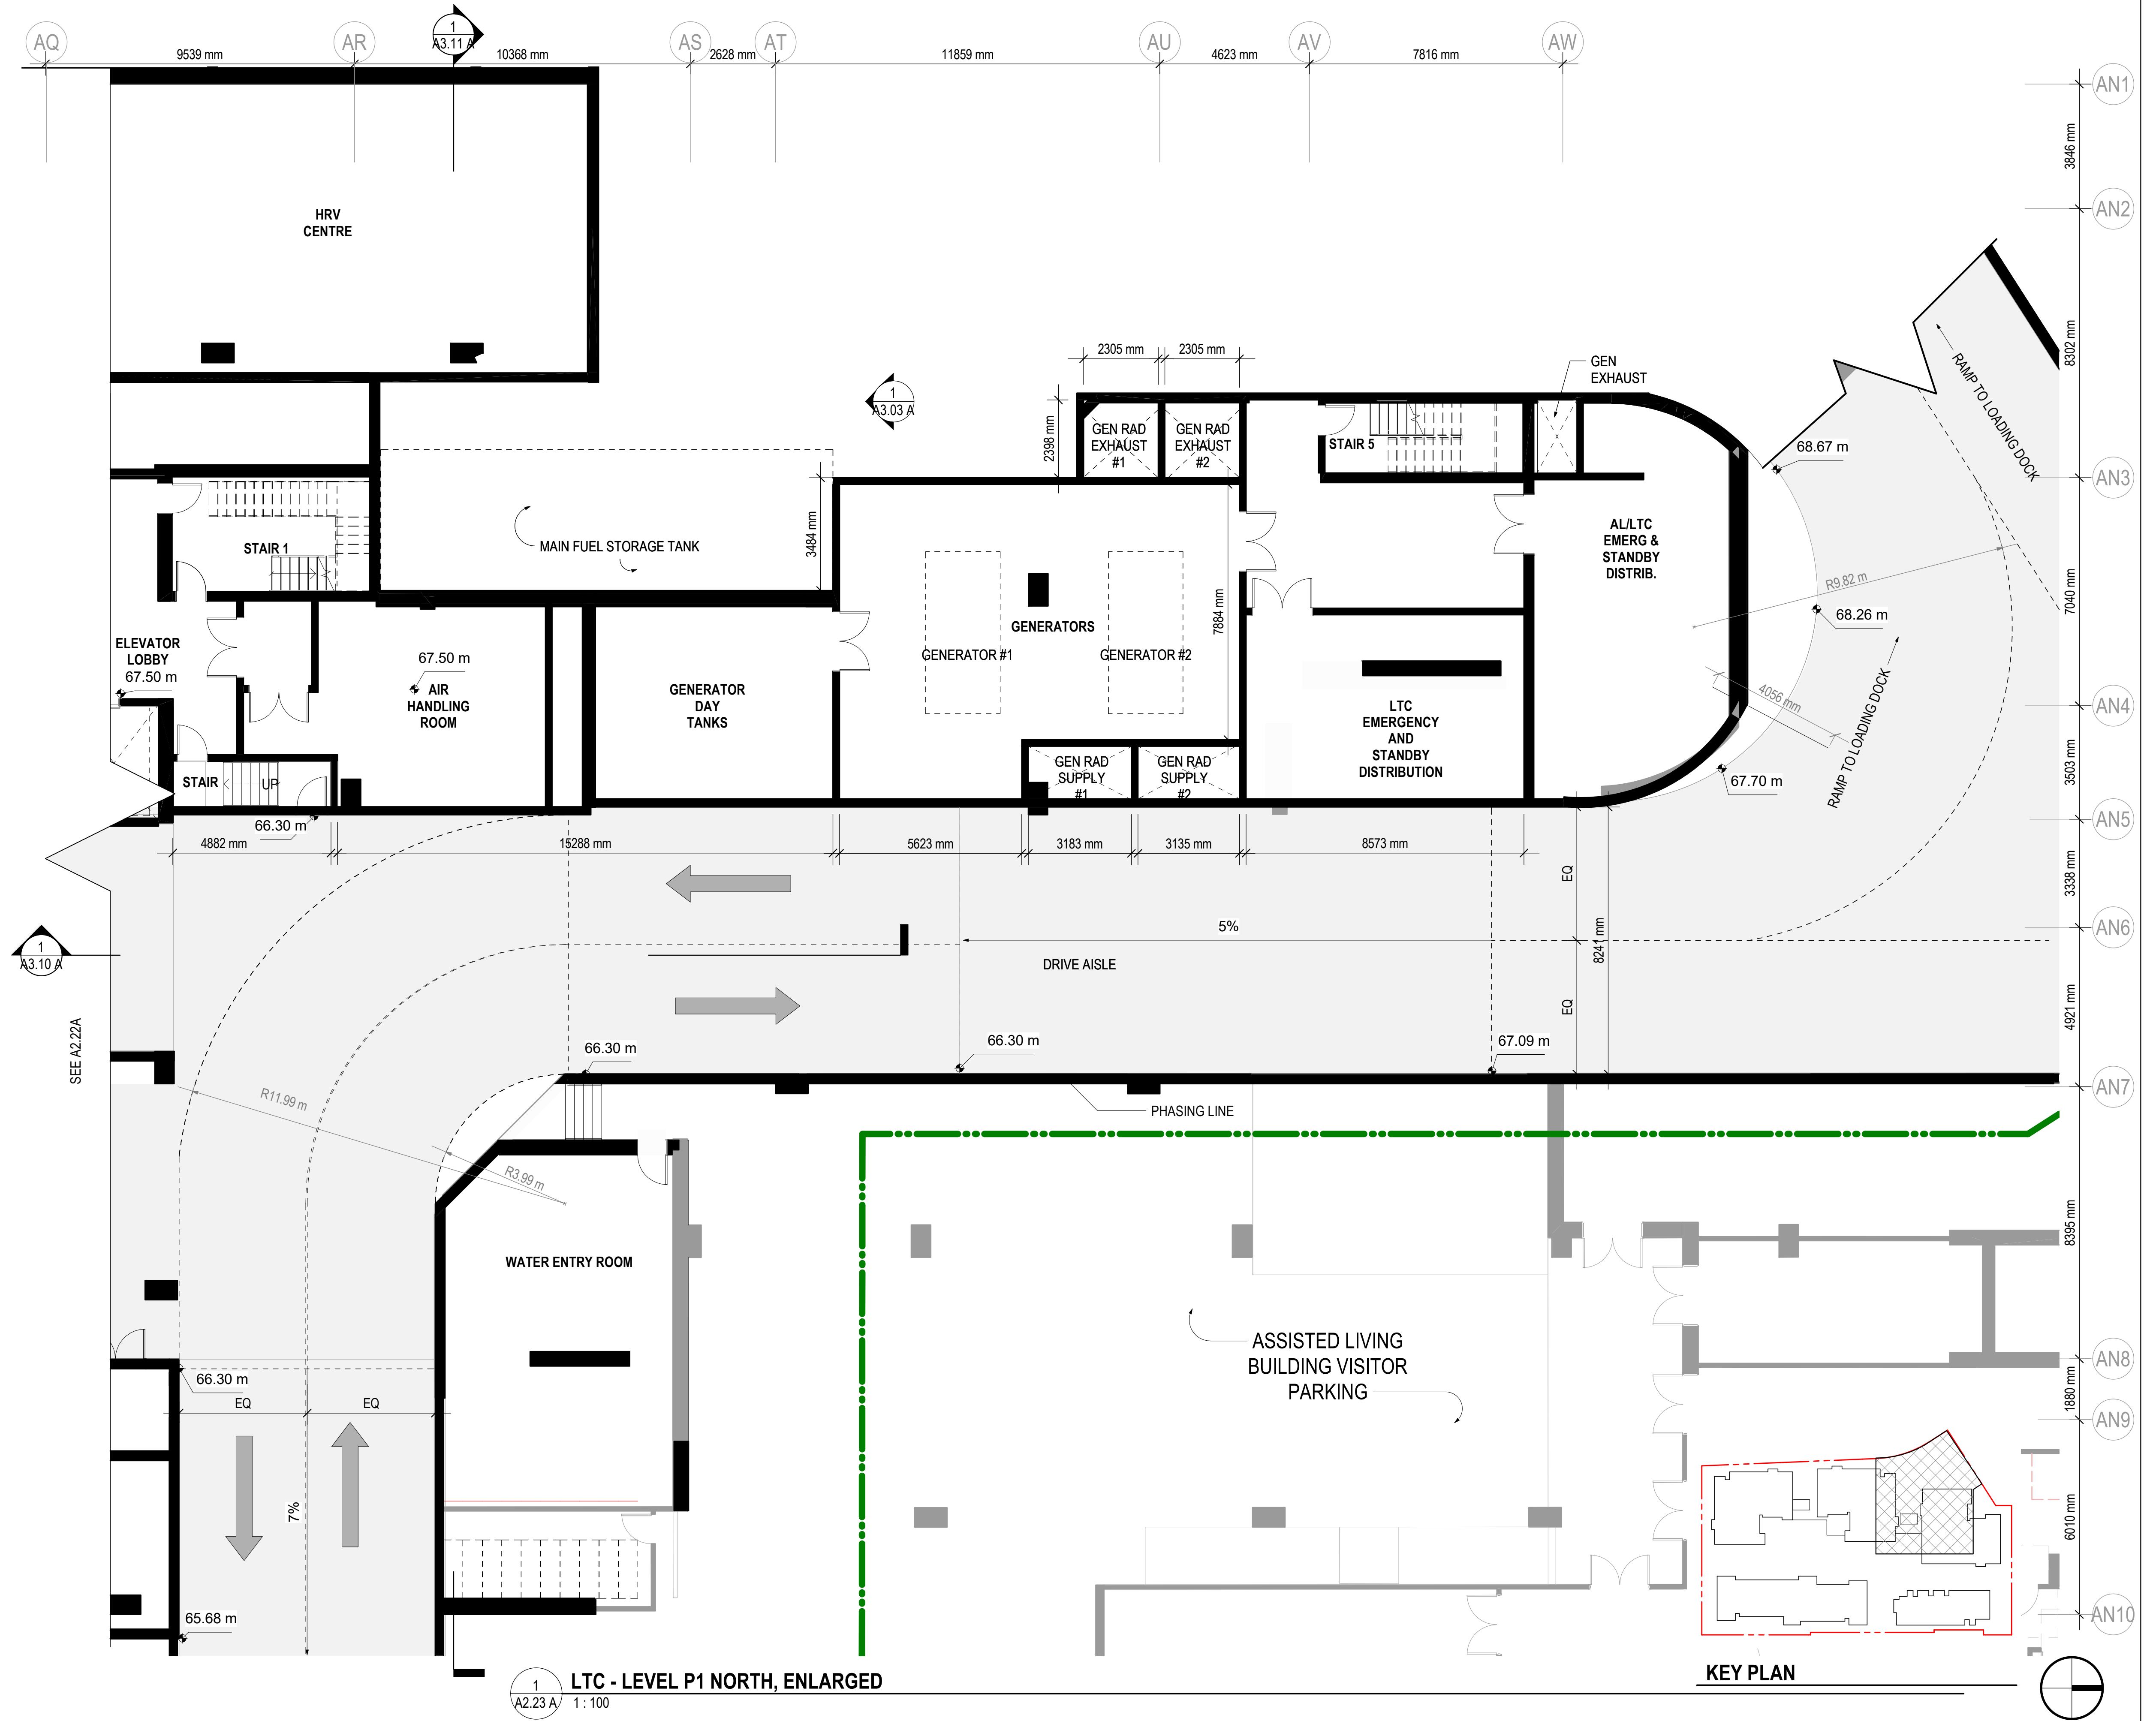 AQ
AR
1
A3.11 A
AS
AT
AU
AV
AW
9539 mm
10368 mm
2628 mm
11859 mm
4623 mm
7816 mm
AN1
3846 mm
AN2
8302 mm
AN3
7040 mm
AN4
3503 mm
AN5
3338 mm
AN6
4921 mm
AN7
8395 mm
AN8
1880 mm
AN9
6010 mm
AN10
HRV
CENTRE
1
A3.03 A
2305 mm
2305 mm
2398 mm
GEN RAD
EXHAUST
#1
GEN RAD
EXHAUST
#2
STAIR 5
GEN
EXHAUST
68.67 m
RAMP TO LOADING DOCK
STAIR 1
MAIN FUEL STORAGE TANK
3484 mm
7884 mm
GENERATORS
GENERATOR #1
GENERATOR #2
AL/LTC
EMERG &
STANDBY
DISTRIB.
R9.82 m
68.26 m
4056 mm
RAMP TO LOADING DOCK
67.70 m
ELEVATOR
LOBBY
67.50 m
67.50 m
AIR
HANDLING
ROOM
GENERATOR
DAY
TANKS
LTC
EMERGENCY
AND
STANDBY
DISTRIBUTION
STAIR
UP
GEN RAD
SUPPLY
#1
GEN RAD
SUPPLY
#2
66.30 m
4882 mm
15288 mm
5623 mm
3183 mm
3135 mm
8573 mm
EQ
8241 mm
5%
1
A3.10 A
DRIVE AISLE
EQ
SEE A2.22A
66.30 m
66.30 m
67.09 m
R11.99 m
PHASING LINE
R3.99 m
WATER ENTRY ROOM
ASSISTED LIVING
BUILDING VISITOR
PARKING
66.30 m
EQ
EQ
7%
65.68 m
1
A2.23 A
LTC - LEVEL P1 NORTH, ENLARGED
1 : 100
KEY PLAN